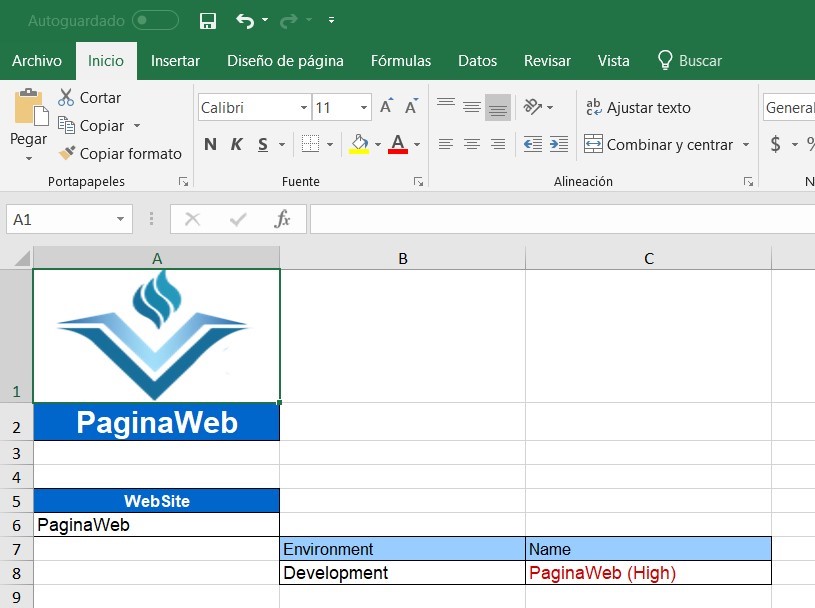 Autoguardado
Archivo Inicio Insertar Diseño de página Fórmulas Datos Revisar Vista Buscar
Pegar
Cortar
Copiar
Copiar formato
Portapapeles
Calibri 11
N K S A
Fuente
Ajustar texto
Combinar y centrar
Alineación
General
$ %
N
A1 fx
A B C
1
2 PaginaWeb
3
4
5 WebSite
6 PaginaWeb
7 Environment Name
8 Development PaginaWeb (High)
9